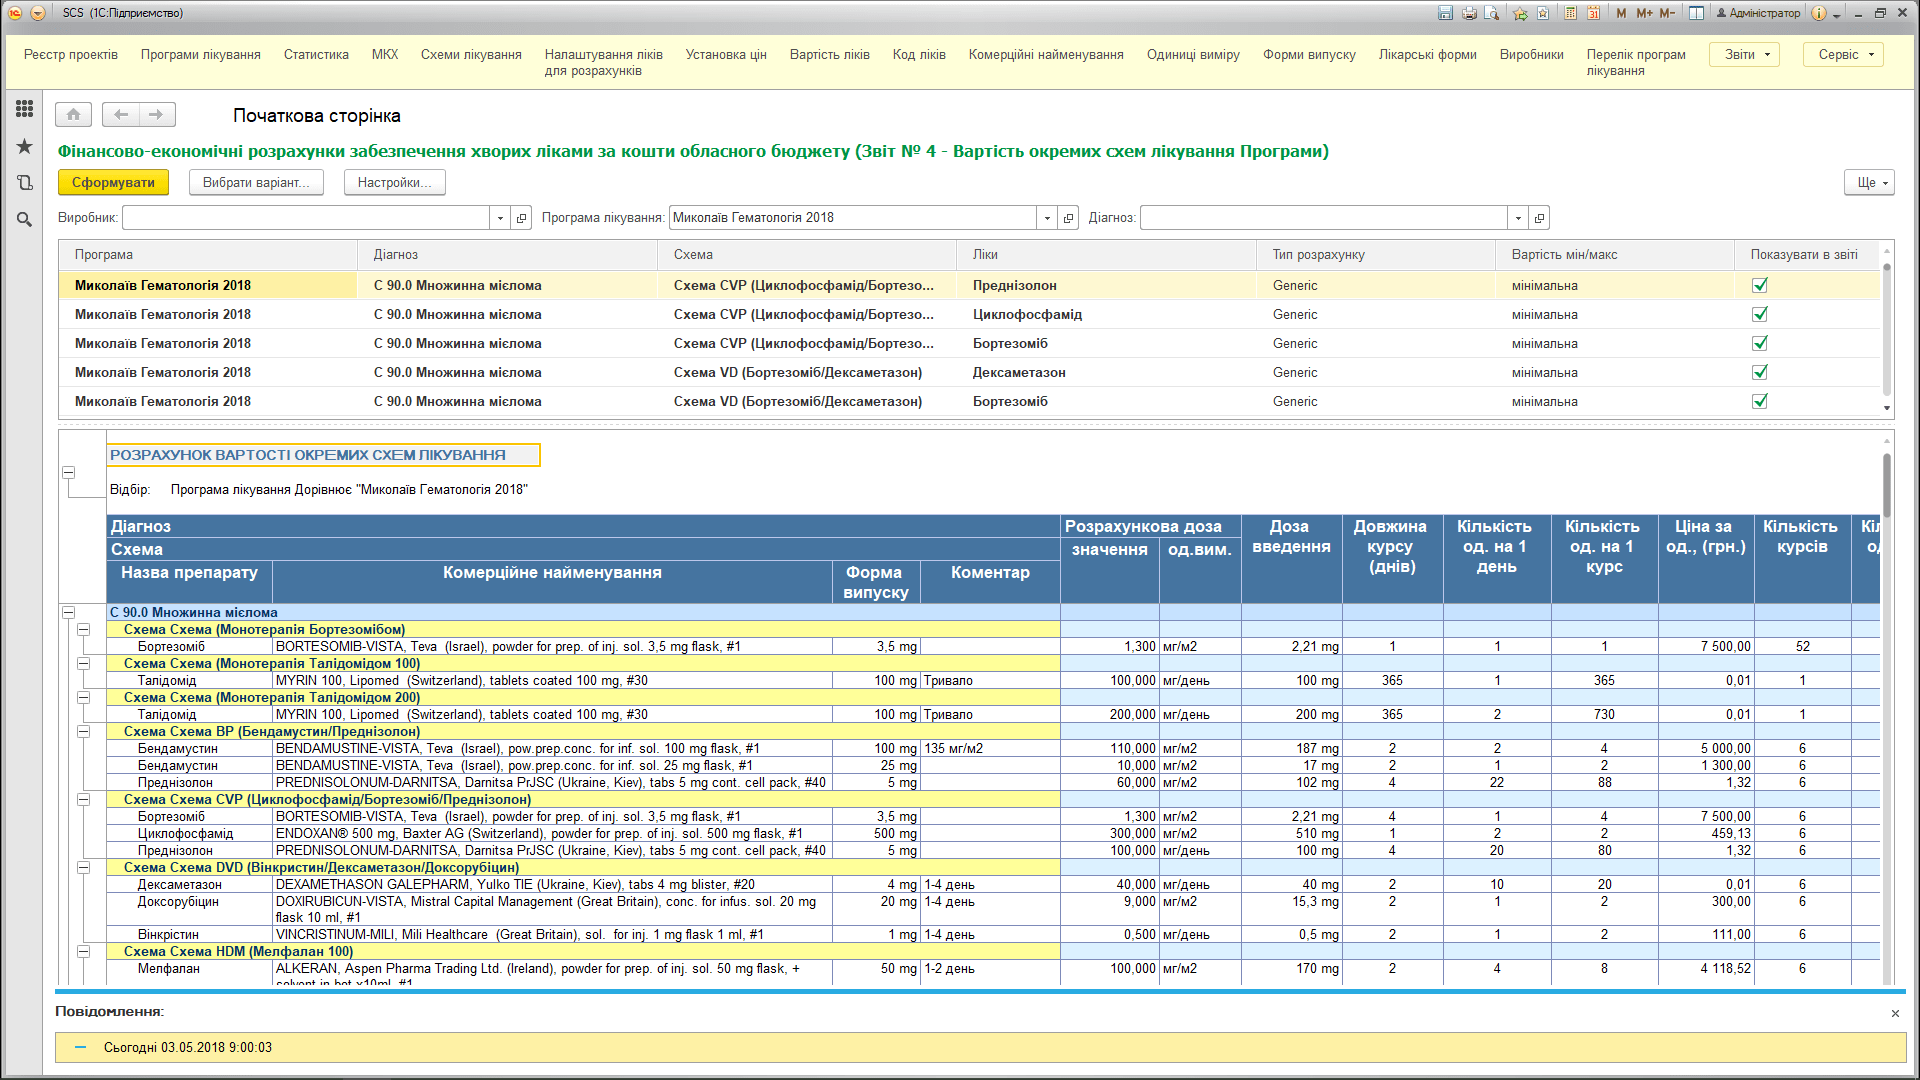 SCS (1С:Підприємство)
M M+ M- Адміністратор
Реєстр проектів Програми лікування Статистика МКХ Схеми лікування Налаштування ліків для розрахунків Установка цін Вартість ліків Код ліків Комерційні найменування Одиниці виміру Форми випуску Лікарські форми Виробники Перелік програм лікування Звіти Сервіс
Початкова сторінка
Фінансово-економічні розрахунки забезпечення хворих ліками за кошти обласного бюджету (Звіт № 4 - Вартість окремих схем лікування Програми)
Сформувати Вибрати варіант... Настройки... Ще
Виробник: Програма лікування: Миколаїв Гематологія 2018 Діагноз:
Програма Діагноз Схема Ліки Тип розрахунку Вартість мін/макс Показувати в звіті
Миколаїв Гематологія 2018 С 90.0 Множинна мієлома Схема CVP (Циклофосфамід/Бортезо... Преднізолон Generic мінімальна
Миколаїв Гематологія 2018 С 90.0 Множинна мієлома Схема CVP (Циклофосфамід/Бортезо... Циклофосфамід Generic мінімальна
Миколаїв Гематологія 2018 С 90.0 Множинна мієлома Схема CVP (Циклофосфамід/Бортезо... Бортезоміб Generic мінімальна
Миколаїв Гематологія 2018 С 90.0 Множинна мієлома Схема VD (Бортезоміб/Дексаметазон) Дексаметазон Generic мінімальна
Миколаїв Гематологія 2018 С 90.0 Множинна мієлома Схема VD (Бортезоміб/Дексаметазон) Бортезоміб Generic мінімальна
РОЗРАХУНОК ВАРТОСТІ ОКРЕМИХ СХЕМ ЛІКУВАННЯ
Відбір: Програма лікування Дорівнює "Миколаїв Гематологія 2018"
Діагноз Розрахункова доза Доза введення Довжина курсу (днів) Кількість од. на 1 день Кількість од. на 1 курс Ціна за од., (грн.) Кількість курсів
Схема значення од.вим.
Назва препарату Комерційне найменування Форма випуску Коментар
С 90.0 Множинна мієлома
Схема Схема (Монотерапія Бортезомібом)
Бортезоміб BORTESOMIB-VISTA, Teva (Israel), powder for prep. of inj. sol. 3,5 mg flask, #1 3,5 mg 1,300 мг/м2 2,21 mg 1 1 1 7 500,00 52
Схема Схема (Монотерапія Талідомідом 100)
Талідомід MYRIN 100, Lipomed (Switzerland), tablets coated 100 mg, #30 100 mg Тривало 100,000 мг/день 100 mg 365 1 365 0,01 1
Схема Схема (Монотерапія Талідомідом 200)
Талідомід MYRIN 100, Lipomed (Switzerland), tablets coated 100 mg, #30 100 mg Тривало 200,000 мг/день 200 mg 365 2 730 0,01 1
Схема Схема BP (Бендамустин/Преднізолон)
Бендамустин BENDAMUSTINE-VISTA, Teva (Israel), pow.prep.conc. for inf. sol. 100 mg flask, #1 100 mg 135 мг/м2 110,000 мг/м2 187 mg 2 2 4 5 000,00 6
Бендамустин BENDAMUSTINE-VISTA, Teva (Israel), pow.prep.conc. for inf. sol. 25 mg flask, #1 25 mg 10,000 мг/м2 17 mg 2 1 2 1 300,00 6
Преднізолон PREDNISOLONUM-DARNITSA, Darnitsa PrJSC (Ukraine, Kiev), tabs 5 mg cont. cell pack, #40 5 mg 60,000 мг/м2 102 mg 4 22 88 1,32 6
Схема Схема CVP (Циклофосфамід/Бортезоміб/Преднізолон)
Бортезоміб BORTESOMIB-VISTA, Teva (Israel), powder for prep. of inj. sol. 3,5 mg flask, #1 3,5 mg 1,300 мг/м2 2,21 mg 4 1 4 7 500,00 6
Циклофосфамід ENDOXAN® 500 mg, Baxter AG (Switzerland), powder for prep. of inj. sol. 500 mg flask, #1 500 mg 300,000 мг/м2 510 mg 1 2 2 459,13 6
Преднізолон PREDNISOLONUM-DARNITSA, Darnitsa PrJSC (Ukraine, Kiev), tabs 5 mg cont. cell pack, #40 5 mg 100,000 мг/м2 100 mg 4 20 80 1,32 6
Схема Схема DVD (Вінкристин/Дексаметазон/Доксорубіцин)
Дексаметазон DEXAMETHASON GALEPHARM, Yulko TIE (Ukraine, Kiev), tabs 4 mg blister, #20 4 mg 1-4 день 40,000 мг/день 40 mg 2 10 20 0,01 6
Доксорубіцин DOXIRUBICUN-VISTA, Mistral Capital Management (Great Britain), conc. for infus. sol. 20 mg flask 10 ml, #1 20 mg 1-4 день 9,000 мг/м2 15,3 mg 2 1 2 300,00 6
Вінкрістин VINCRISTINUM-MILI, Mili Healthcare (Great Britain), sol. for inj. 1 mg flask 1 ml, #1 1 mg 1-4 день 0,500 мг/день 0,5 mg 2 1 2 111,00 6
Схема Схема HDM (Мелфалан 100)
Мелфалан ALKERAN, Aspen Pharma Trading Ltd. (Ireland), powder for prep. of inj. sol. 50 mg flask, + solvent in bot.x10ml, #1 50 mg 1-2 день 100,000 мг/м2 170 mg 2 4 8 4 118,52 6
Повідомлення:
Сьогодні 03.05.2018 9:00:03